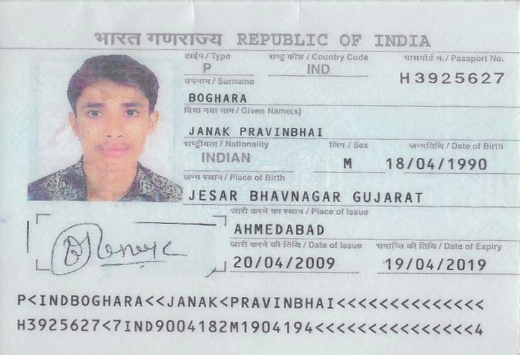 भारत गणराज्य REPUBLIC OF INDIA
टाईप / Type राष्ट्र कोड / Country Code पासपोर्ट नं. / Passport No.
P IND H3925627
उपनाम / Surname
BOGHARA
दिया गया नाम / Given Name(s)
JANAK PRAVINBHAI
राष्ट्रीयता / Nationality लिंग / Sex जन्मतिथि / Date of Birth
INDIAN M 18/04/1990
जन्म स्थान / Place of Birth
JESAR BHAVNAGAR GUJARAT
जारी करने का स्थान / Place of Issue
AHMEDABAD
जारी करने की तिथि / Date of Issue समाप्ति की तिथि / Date of Expiry
20/04/2009 19/04/2019
P<INDBOGHARA<<JANAK<PRAVINBHAI<<<<<<<<<<<<<<
H3925627<7IND9004182M1904194<<<<<<<<<<<<<<4